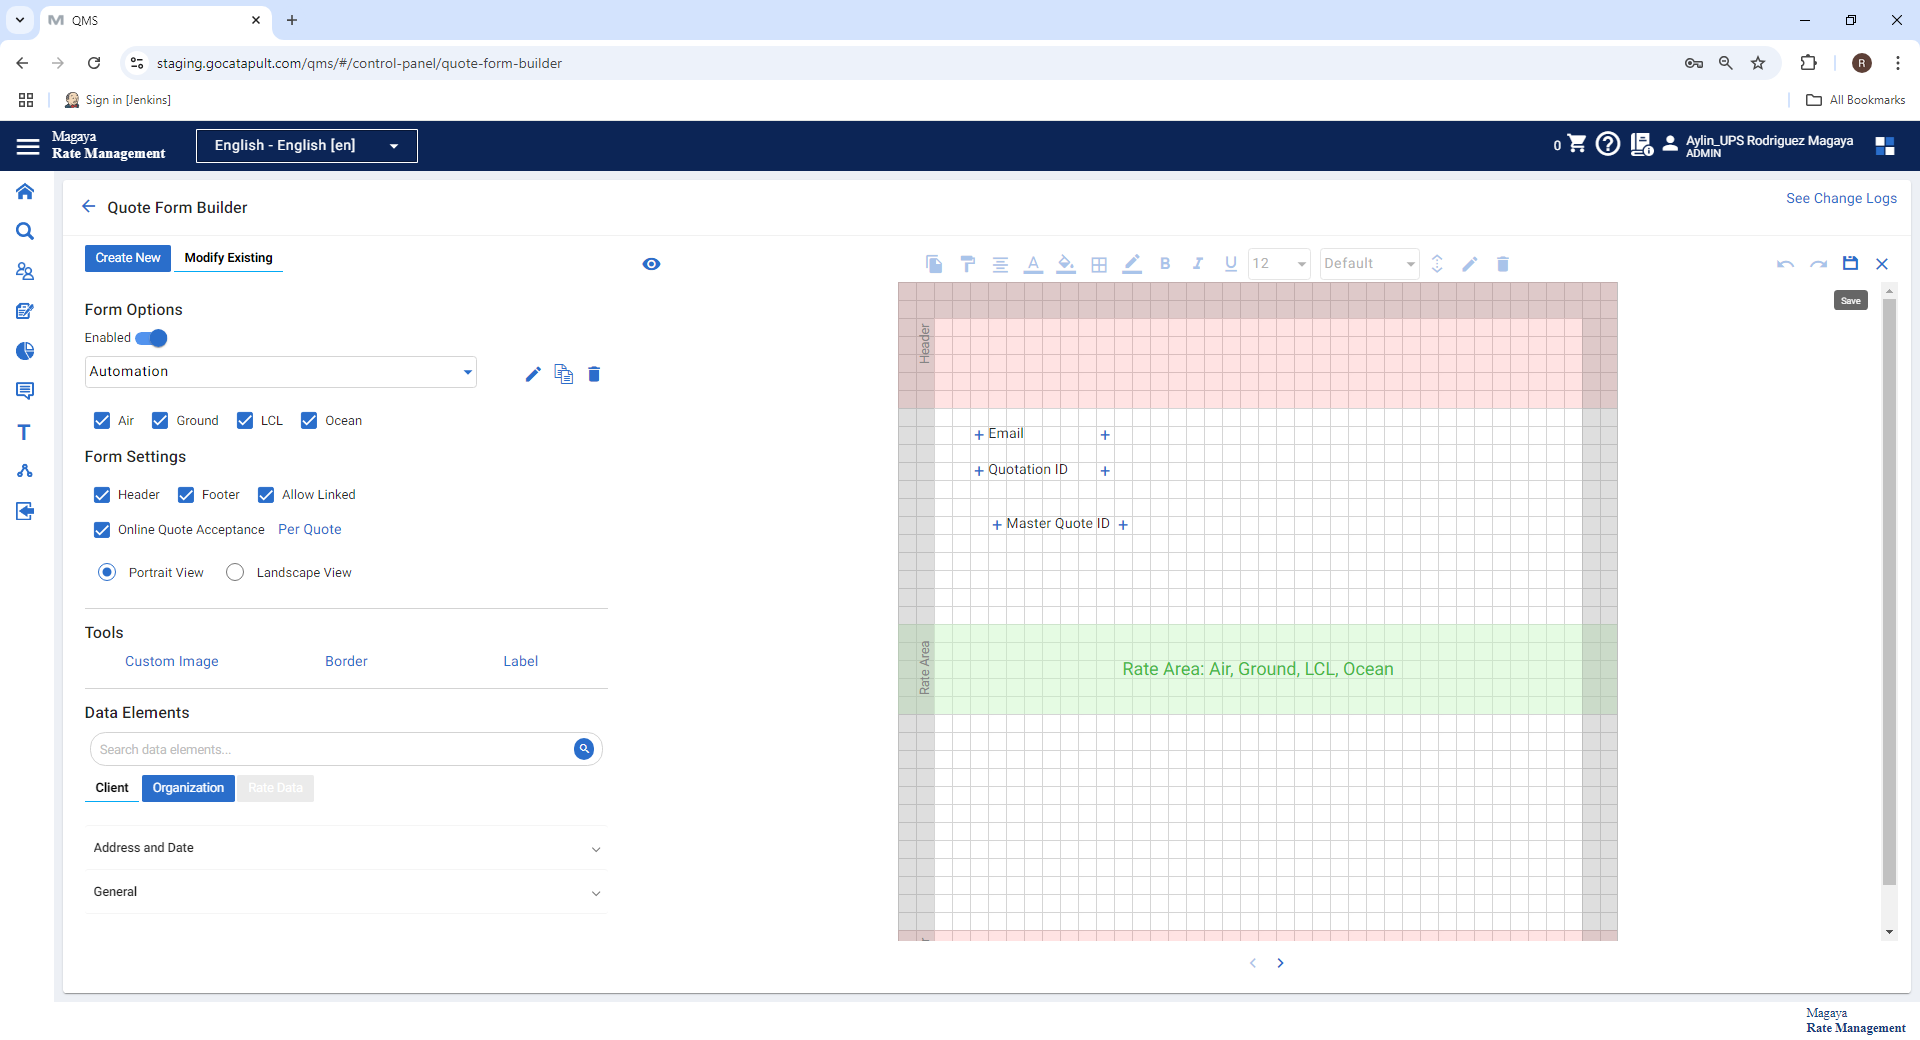 QMS
staging.gocatapult.com/qms/#/control-panel/quote-form-builder
R
Sign in [Jenkins]
All Bookmarks
Magaya
Rate Management
English - English [en]
0
Aylin_UPS Rodriguez Magaya
ADMIN
Quote Form Builder
See Change Logs
Create New
Modify Existing
12
Default
Save
Form Options
Enabled
Automation
Air
Ground
LCL
Ocean
Form Settings
Header
Footer
Allow Linked
Online Quote Acceptance
Per Quote
Portrait View
Landscape View
Tools
Custom Image
Border
Label
Data Elements
Search data elements...
Client
Organization
Rate Data
Address and Date
General
Header
Email
Quotation ID
Master Quote ID
Rate Area
Rate Area: Air, Ground, LCL, Ocean
Magaya
Rate Management